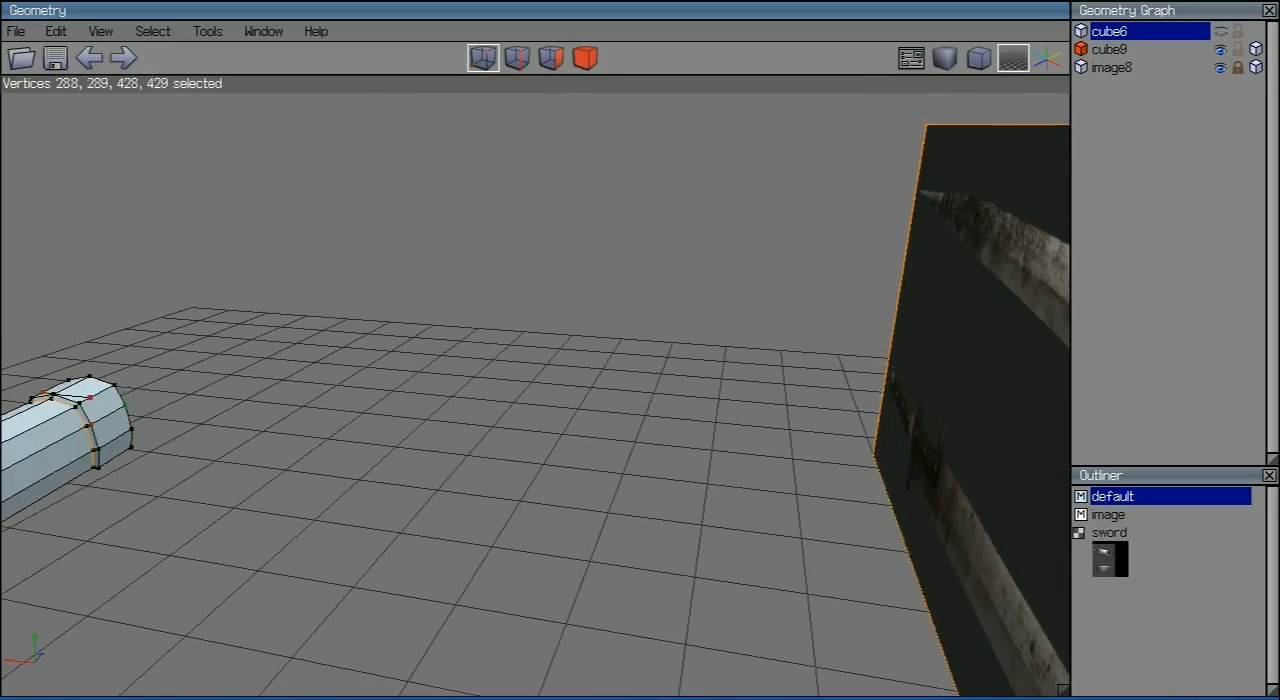 Geometry
File Edit View Select Tools Window Help
Vertices 288, 289, 428, 429 selected
Geometry Graph
cube6
cube9
image8
Outliner
default
image
sword